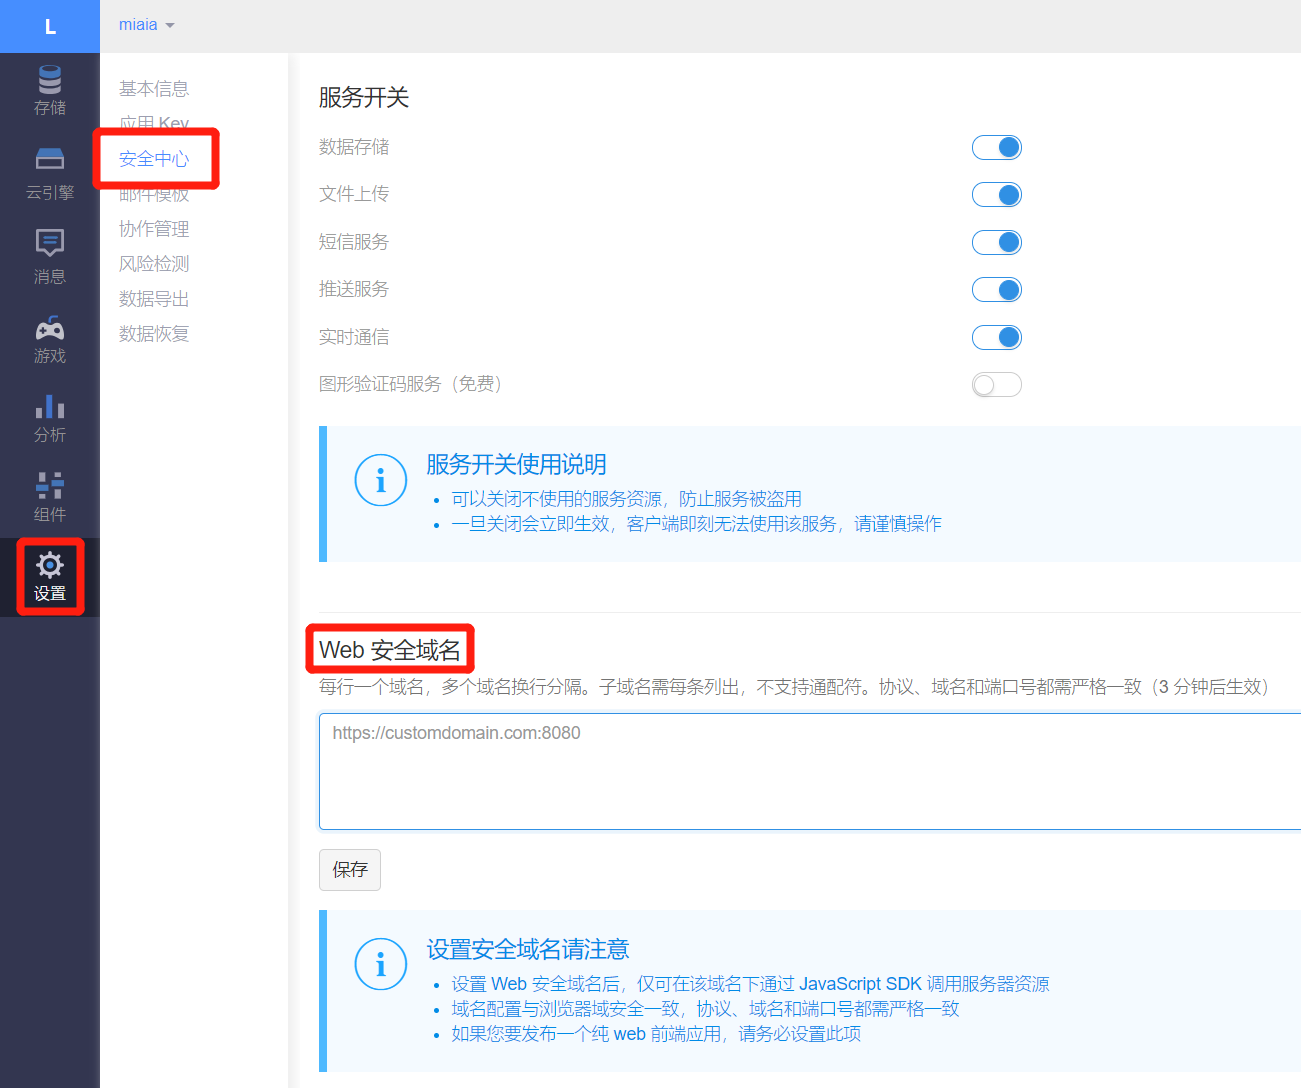 L
miaia
存储
云引擎
消息
游戏
分析
组件
设置
基本信息
应用 Key
安全中心
邮件模板
协作管理
风险检测
数据导出
数据恢复
服务开关
数据存储
文件上传
短信服务
推送服务
实时通信
图形验证码服务（免费）
服务开关使用说明
可以关闭不使用的服务资源，防止服务被盗用
一旦关闭会立即生效，客户端即刻无法使用该服务，请谨慎操作
Web 安全域名
每行一个域名，多个域名换行分隔。子域名需每条列出，不支持通配符。协议、域名和端口号都需严格一致（3 分钟后生效）
https://customdomain.com:8080
保存
设置安全域名请注意
设置 Web 安全域名后，仅可在该域名下通过 JavaScript SDK 调用服务器资源
域名配置与浏览器域安全一致，协议、域名和端口号都需严格一致
如果您要发布一个纯 web 前端应用，请务必设置此项